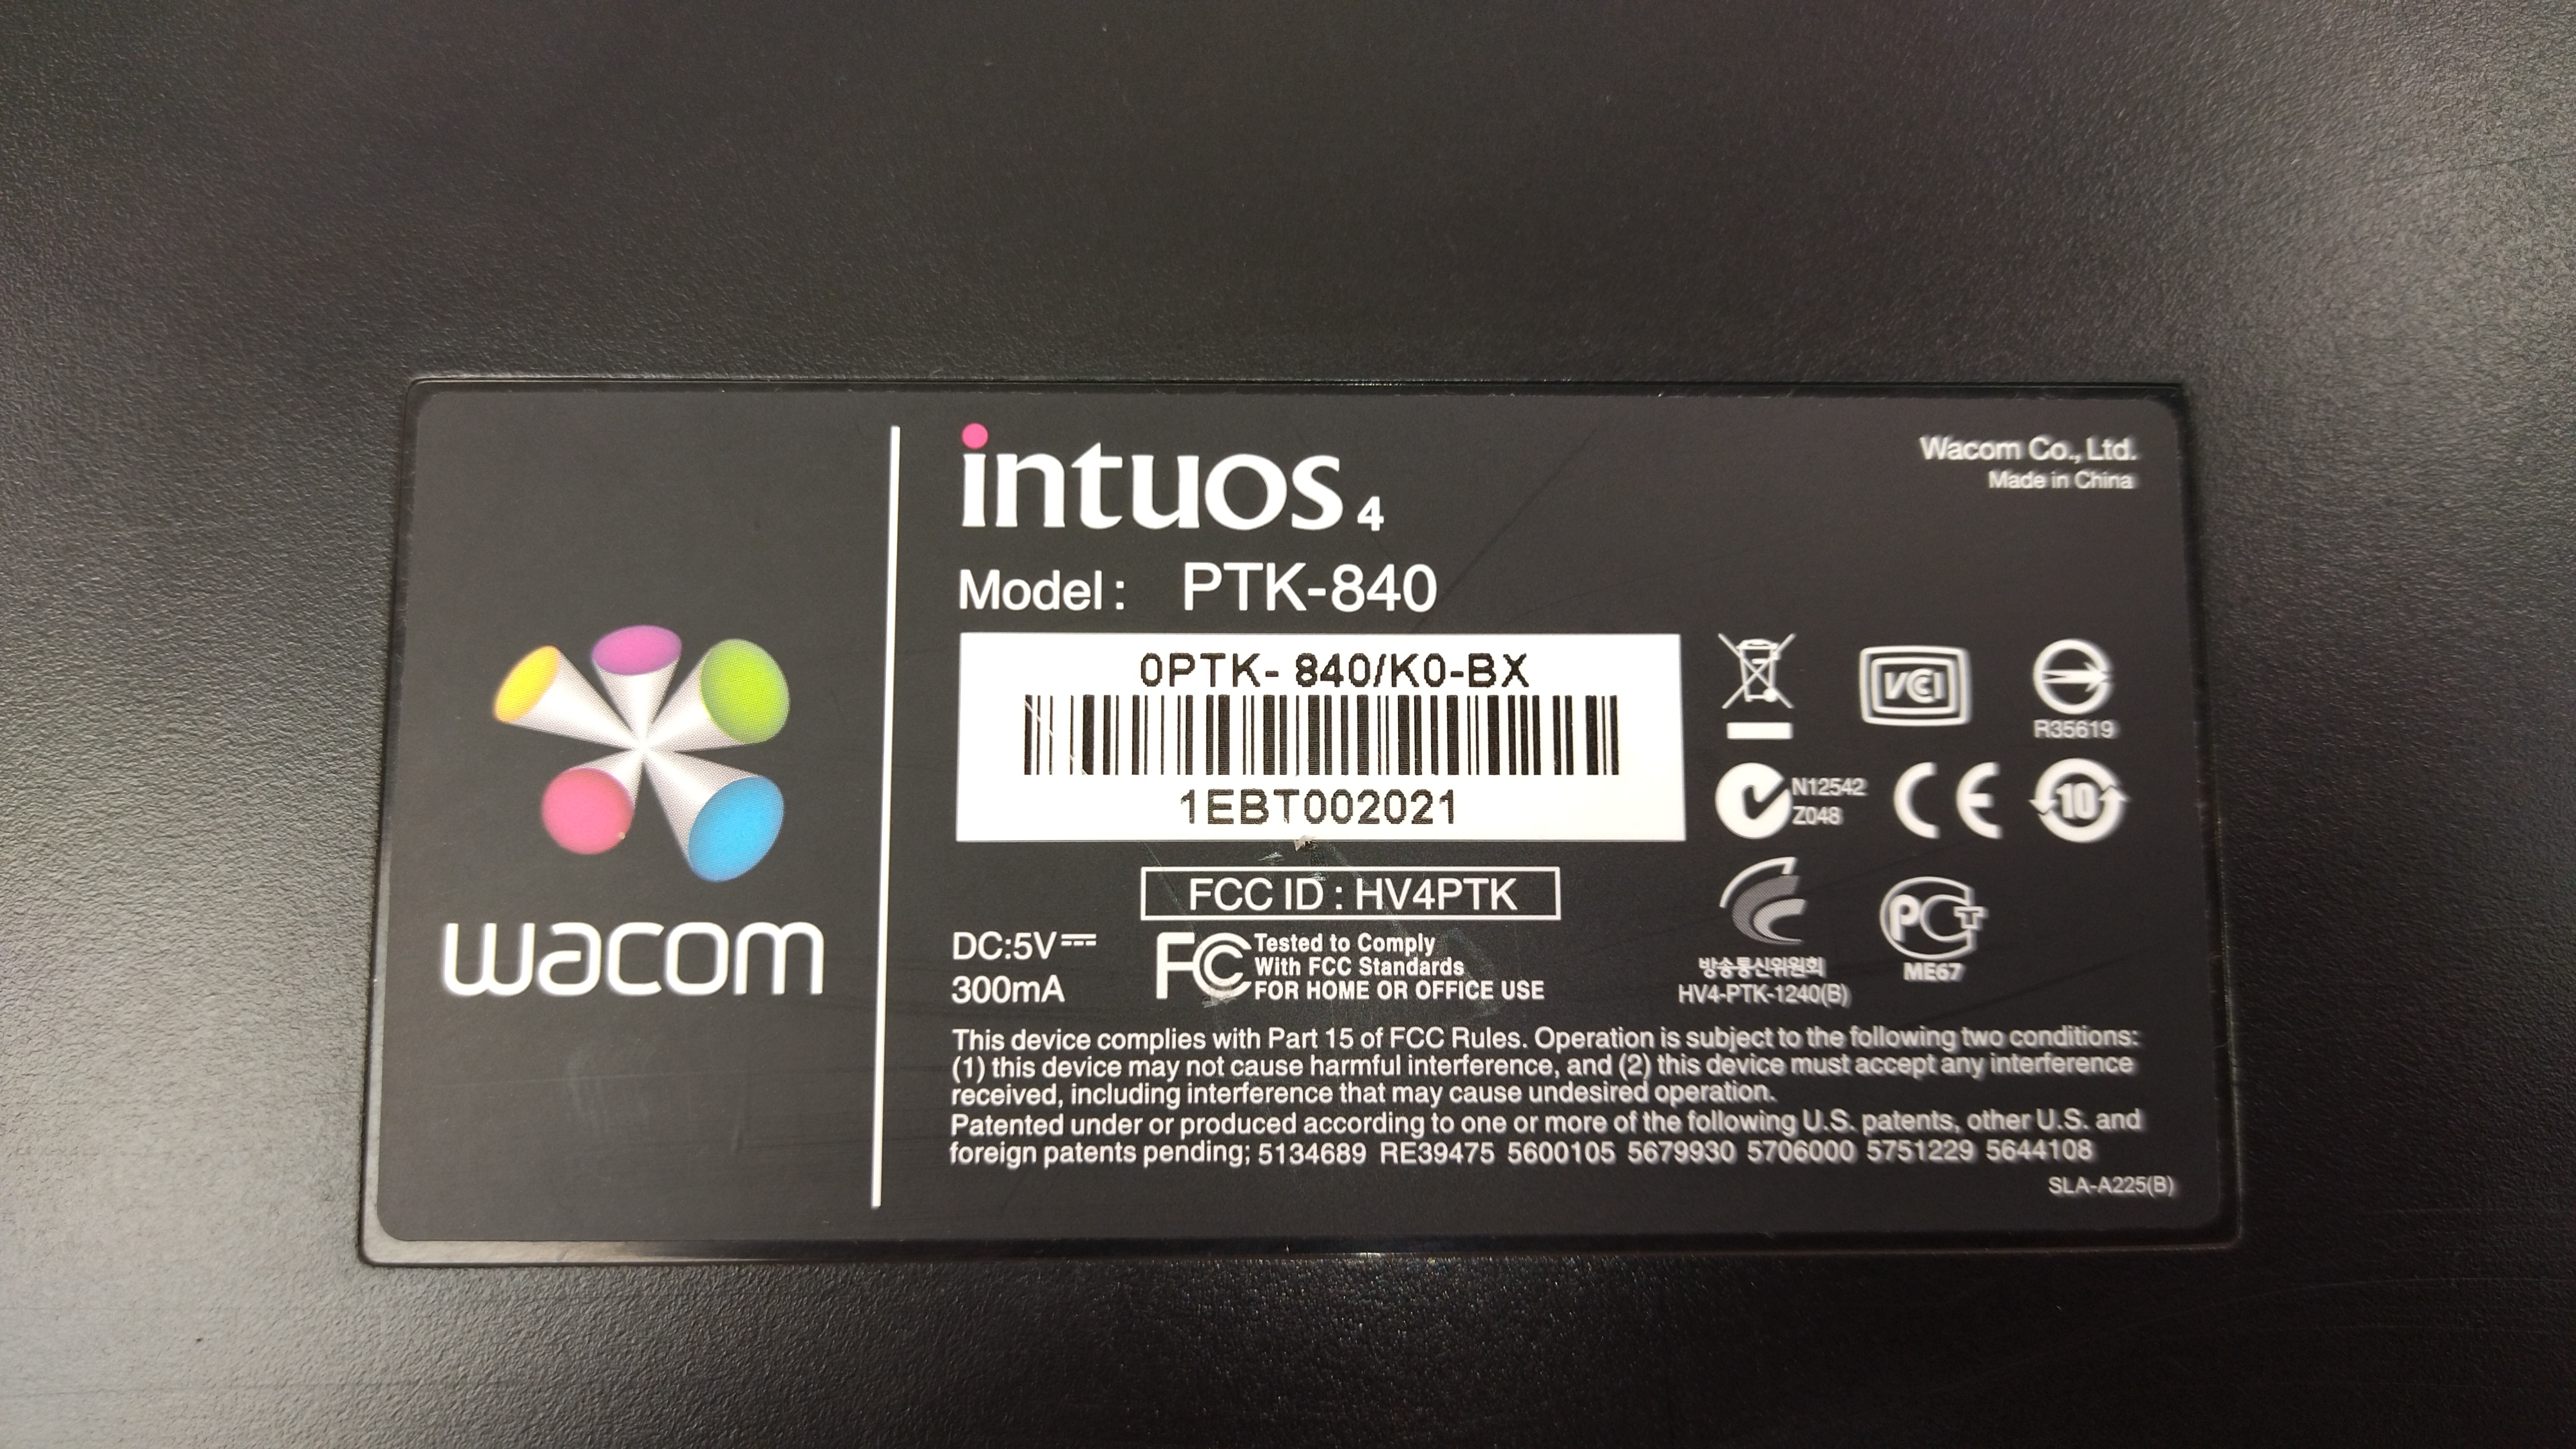 intuos 4
Wacom Co., Ltd.
Made in China
Model : PTK-840
0PTK- 840/K0-BX
1EBT002021
VCI
R35619
N12542
Z048
CE
10
FCC ID : HV4PTK
DC:5V
300mA
FC Tested to Comply
With FCC Standards
FOR HOME OR OFFICE USE
방송통신위원회
HV4-PTK-1240(B)
PCT
ME67
wacom
This device complies with Part 15 of FCC Rules. Operation is subject to the following two conditions:
(1) this device may not cause harmful interference, and (2) this device must accept any interference
received, including interference that may cause undesired operation.
Patented under or produced according to one or more of the following U.S. patents, other U.S. and
foreign patents pending; 5134689 RE39475 5600105 5679930 5706000 5751229 5644108
SLA-A225(B)